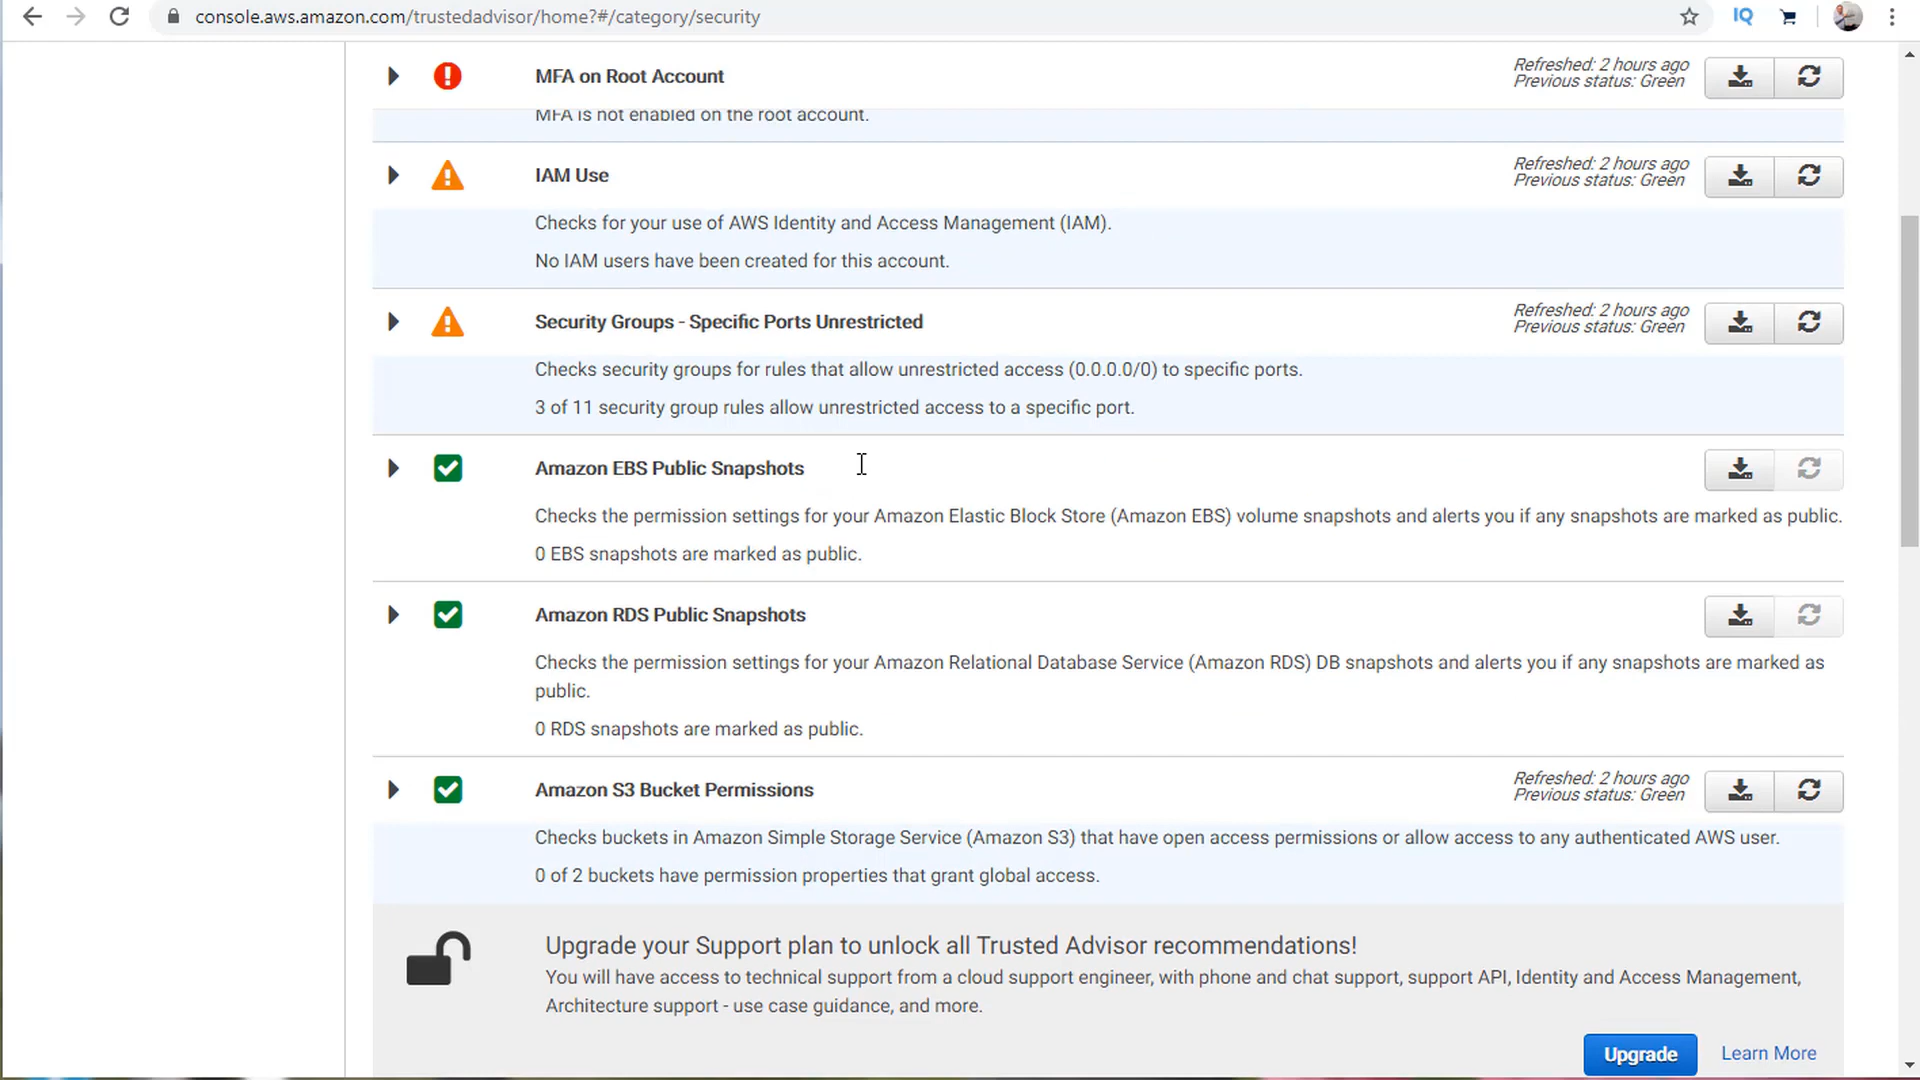 console.aws.amazon.com/trustedadvisor/home?#/category/security
IQ
MFA on Root Account
Refreshed: 2 hours ago
Previous status: Green
MFA is not enabled on the root account.
IAM Use
Refreshed: 2 hours ago
Previous status: Green
Checks for your use of AWS Identity and Access Management (IAM).
No IAM users have been created for this account.
Security Groups - Specific Ports Unrestricted
Refreshed: 2 hours ago
Previous status: Green
Checks security groups for rules that allow unrestricted access (0.0.0.0/0) to specific ports.
3 of 11 security group rules allow unrestricted access to a specific port.
Amazon EBS Public Snapshots
Checks the permission settings for your Amazon Elastic Block Store (Amazon EBS) volume snapshots and alerts you if any snapshots are marked as public.
0 EBS snapshots are marked as public.
Amazon RDS Public Snapshots
Checks the permission settings for your Amazon Relational Database Service (Amazon RDS) DB snapshots and alerts you if any snapshots are marked as
public.
0 RDS snapshots are marked as public.
Amazon S3 Bucket Permissions
Refreshed: 2 hours ago
Previous status: Green
Checks buckets in Amazon Simple Storage Service (Amazon S3) that have open access permissions or allow access to any authenticated AWS user.
0 of 2 buckets have permission properties that grant global access.
Upgrade your Support plan to unlock all Trusted Advisor recommendations!
You will have access to technical support from a cloud support engineer, with phone and chat support, support API, Identity and Access Management,
Architecture support - use case guidance, and more.
Upgrade
Learn More